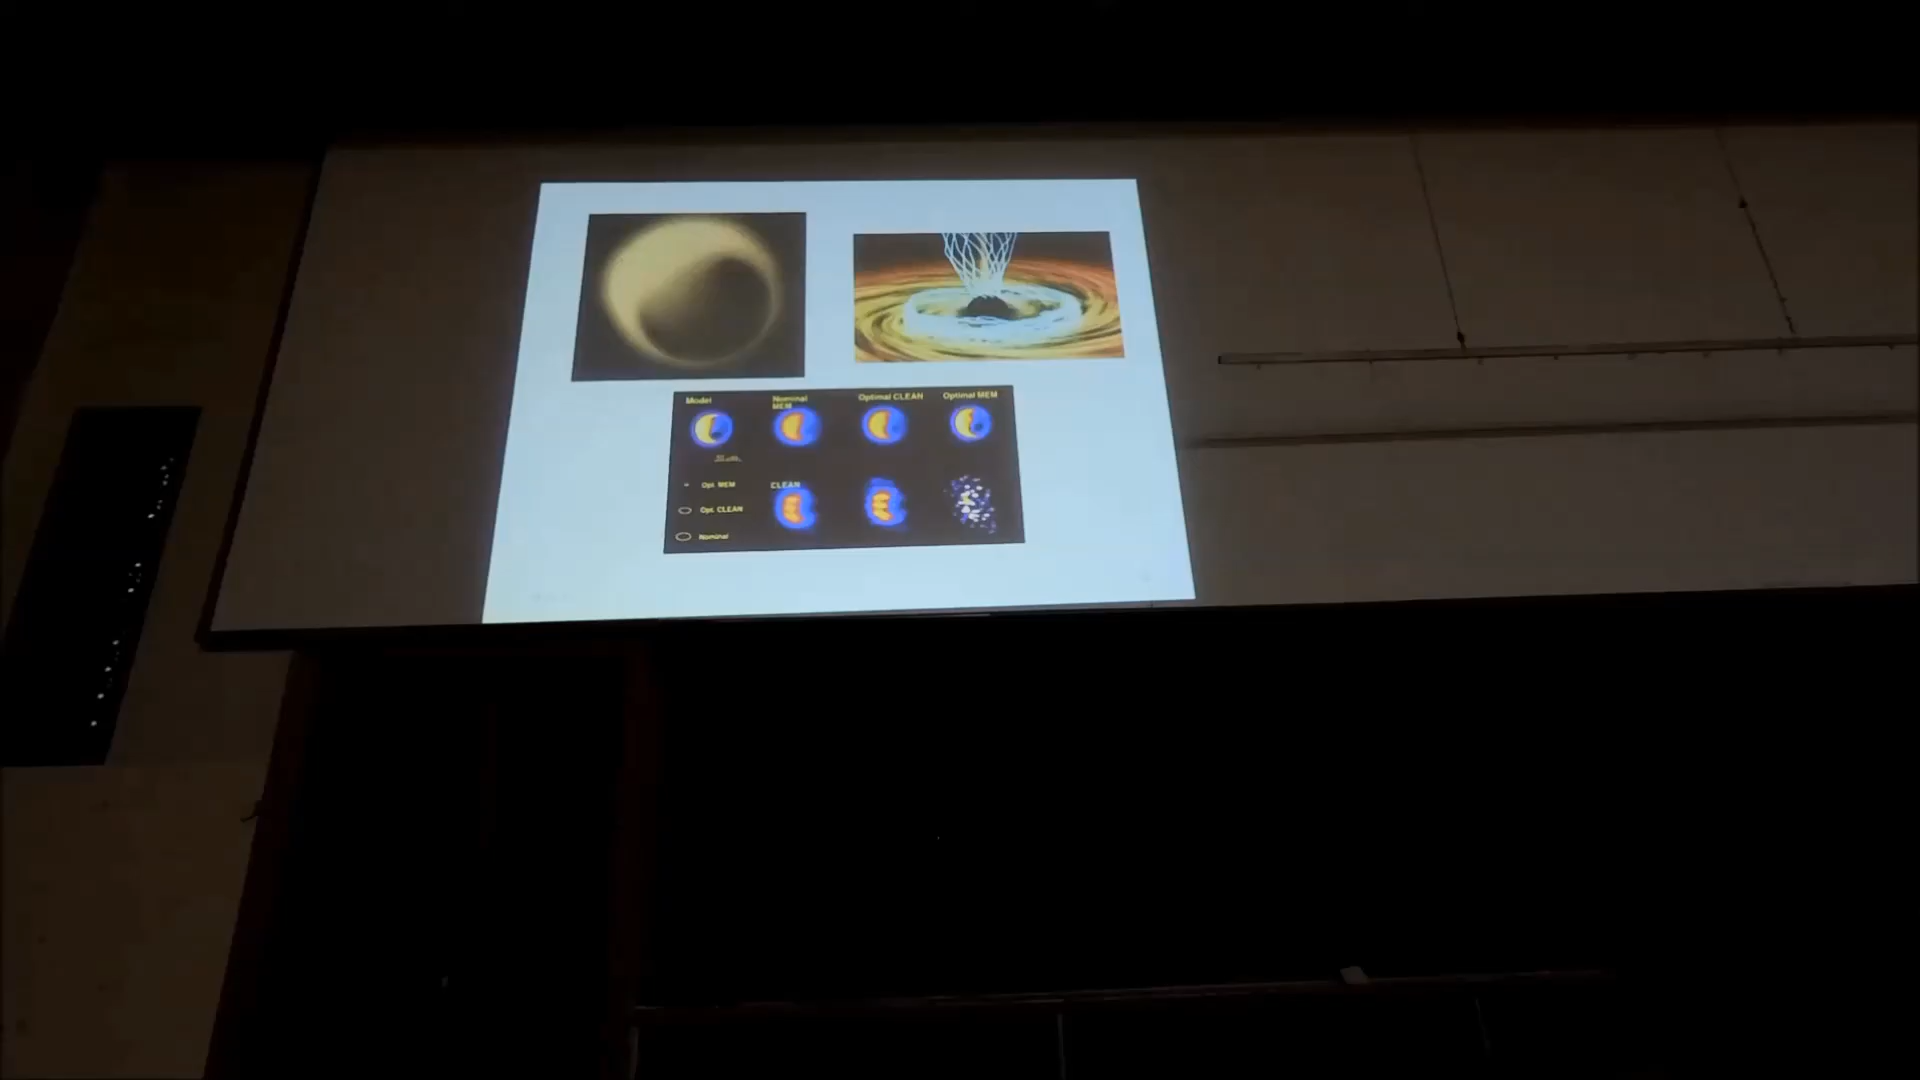 Model
Nominal
MEM
Optimal CLEAN
Optimal MEM
Opt. MEM
CLEAN
Opt. CLEAN
Nominal